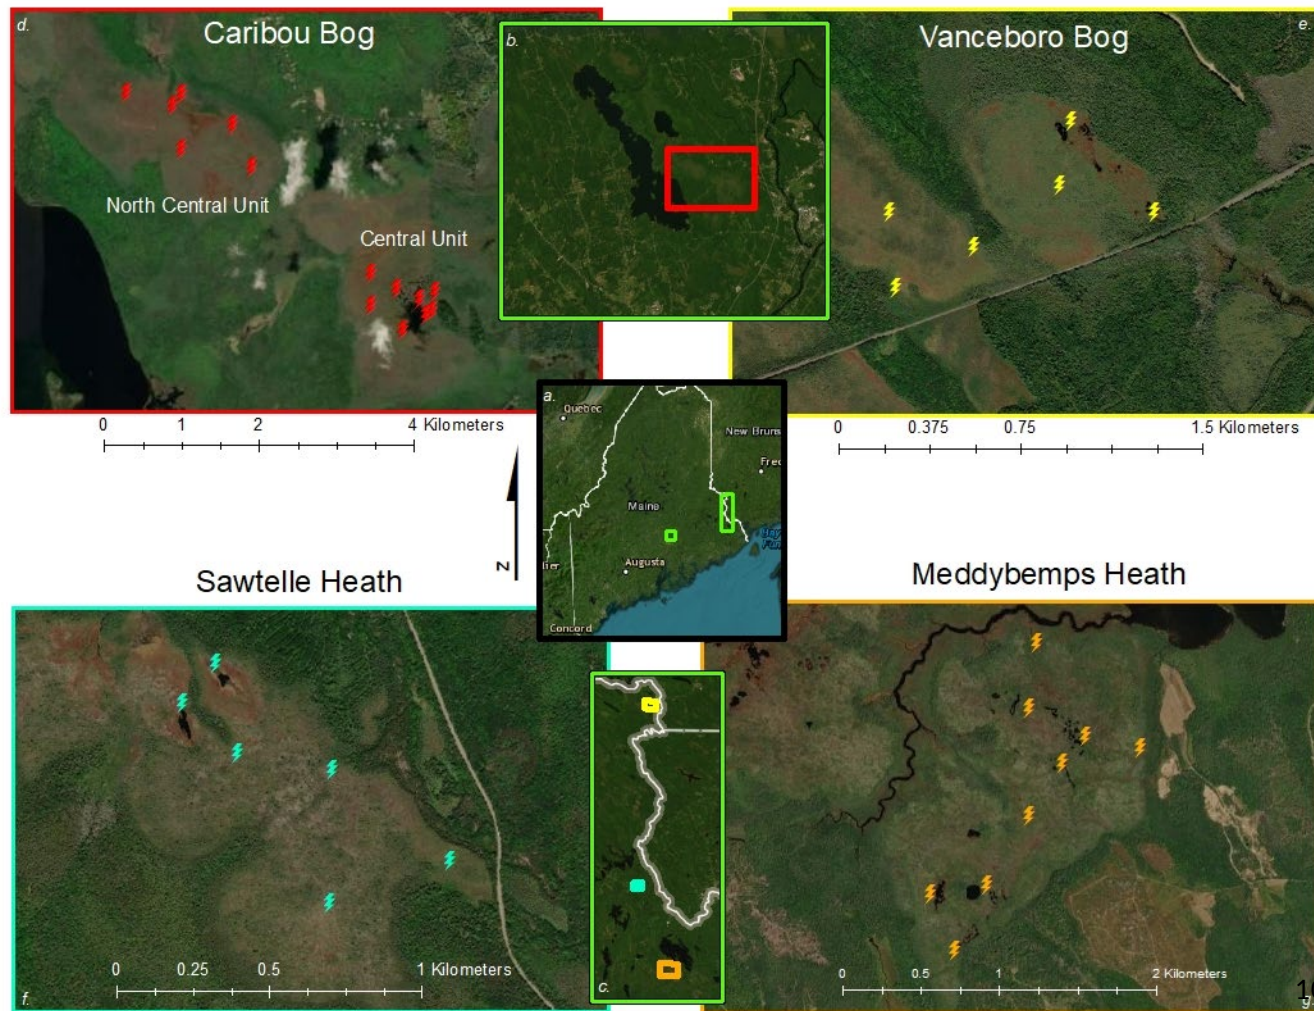 d.
Caribou Bog
North Central Unit
Central Unit
0 1 2 4 Kilometers
b.
Vanceboro Bog
e.
0 0.375 0.75 1.5 Kilometers
a.
Quebec
New Bruns
Fred
Maine
Augusta
Concord
N
Sawtelle Heath
0 0.25 0.5 1 Kilometers
f.
c.
Meddybemps Heath
0 0.5 1 2 Kilometers